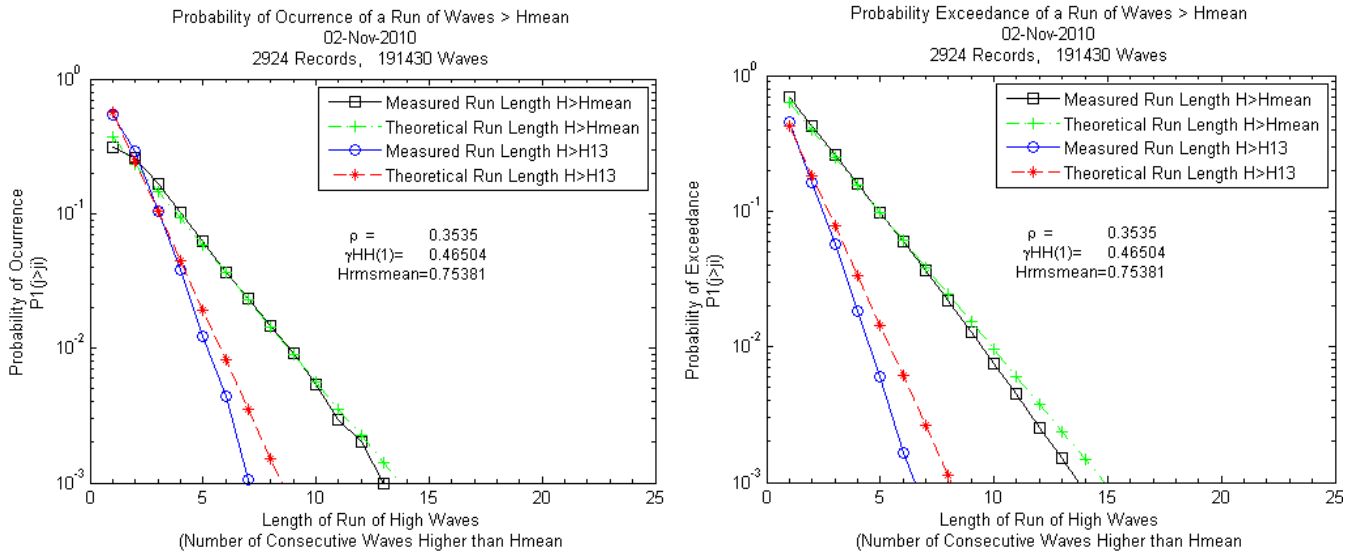 Probability of Ocurrence of a Run of Waves > Hmean
02-Nov-2010
2924 Records, 191430 Waves
10^0
10^-1
10^-2
10^-3
Probability of Ocurrrence
P1(j>ji)
Measured Run Length H>Hmean
Theoretical Run Length H>Hmean
Measured Run Length H>H13
Theoretical Run Length H>H13
ρ = 0.3535
γHH(1)= 0.46504
Hrmsmean=0.75381
0 5 10 15 20 25
Length of Run of High Waves
(Number of Consecutive Waves Higher than Hmean
Probability Exceedance of a Run of Waves > Hmean
02-Nov-2010
2924 Records, 191430 Waves
10^0
10^-1
10^-2
10^-3
Probability of Exceedance
P1(j>ji)
Measured Run Length H>Hmean
Theoretical Run Length H>Hmean
Measured Run Length H>H13
Theoretical Run Length H>H13
ρ = 0.3535
γHH(1)= 0.46504
Hrmsmean=0.75381
0 5 10 15 20 25
Length of Run of High Waves
(Number of Consecutive Waves Higher than Hmean